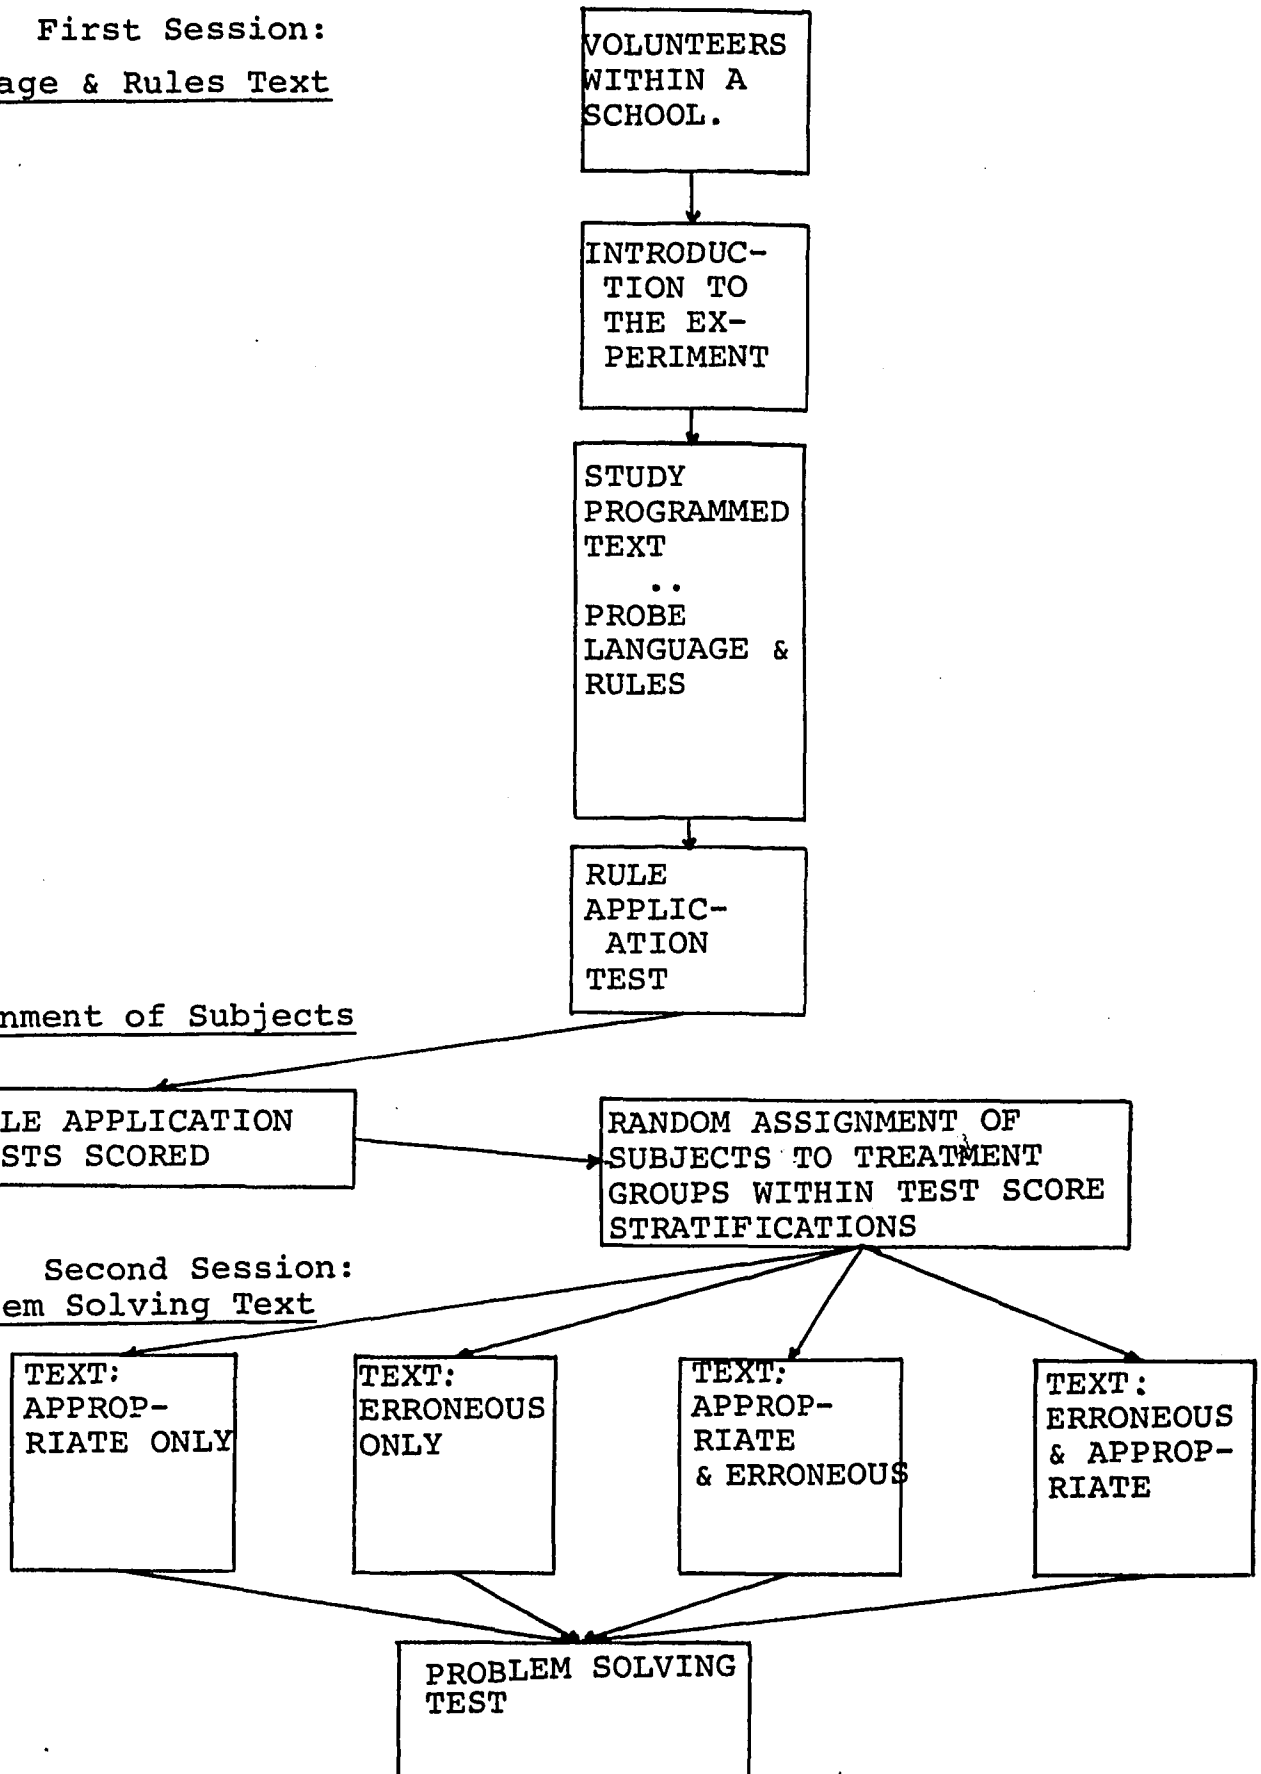 First Session:
age & Rules Text
VOLUNTEERS
WITHIN A
SCHOOL.
INTRODUC-
TION TO
THE EX-
PERIMENT
STUDY
PROGRAMMED
TEXT
..
PROBE
LANGUAGE &
RULES
RULE
APPLIC-
ATION
TEST
nment of Subjects
LE APPLICATION
STS SCORED
RANDOM ASSIGNMENT OF
SUBJECTS TO TREATMENT
GROUPS WITHIN TEST SCORE
STRATIFICATIONS
Second Session:
em Solving Text
TEXT:
APPROP-
RIATE ONLY
TEXT:
ERRONEOUS
ONLY
TEXT:
APPROP-
RIATE
& ERRONEOUS
TEXT:
ERRONEOUS
& APPROP-
RIATE
PROBLEM SOLVING
TEST